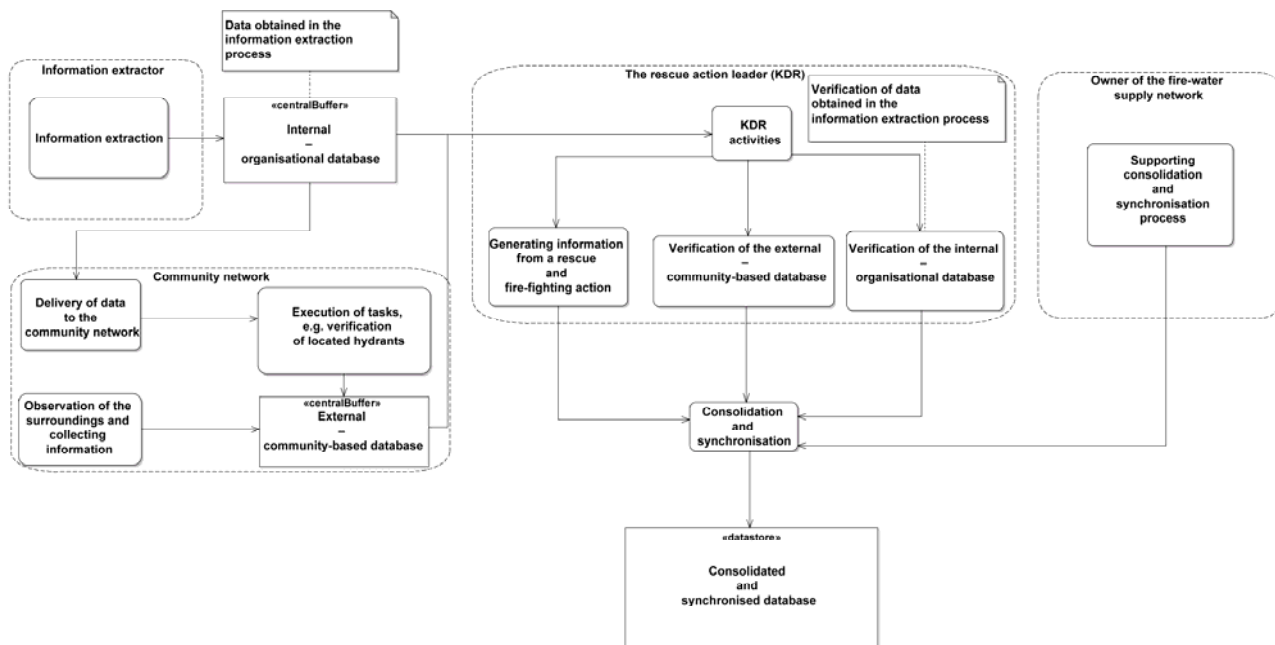 Data obtained in the
information extraction
process
Information extractor
Information extraction
«centralBuffer»
Internal
–
organisational database
The rescue action leader (KDR)
Verification of data
obtained in the
information extraction process
KDR
activities
Owner of the fire-water
supply network
Supporting
consolidation
and
synchronisation
process
Generating information
from a rescue
and
fire-fighting action
Verification of the external
–
community-based database
Verification of the internal
–
organisational database
Community network
Delivery of data
to the
community network
Execution of tasks,
e.g. verification
of located hydrants
Observation of the
surroundings and
collecting
information
«centralBuffer»
External
–
community-based database
Consolidation
and
synchronisation
«datastore»
Consolidated
and
synchronised database